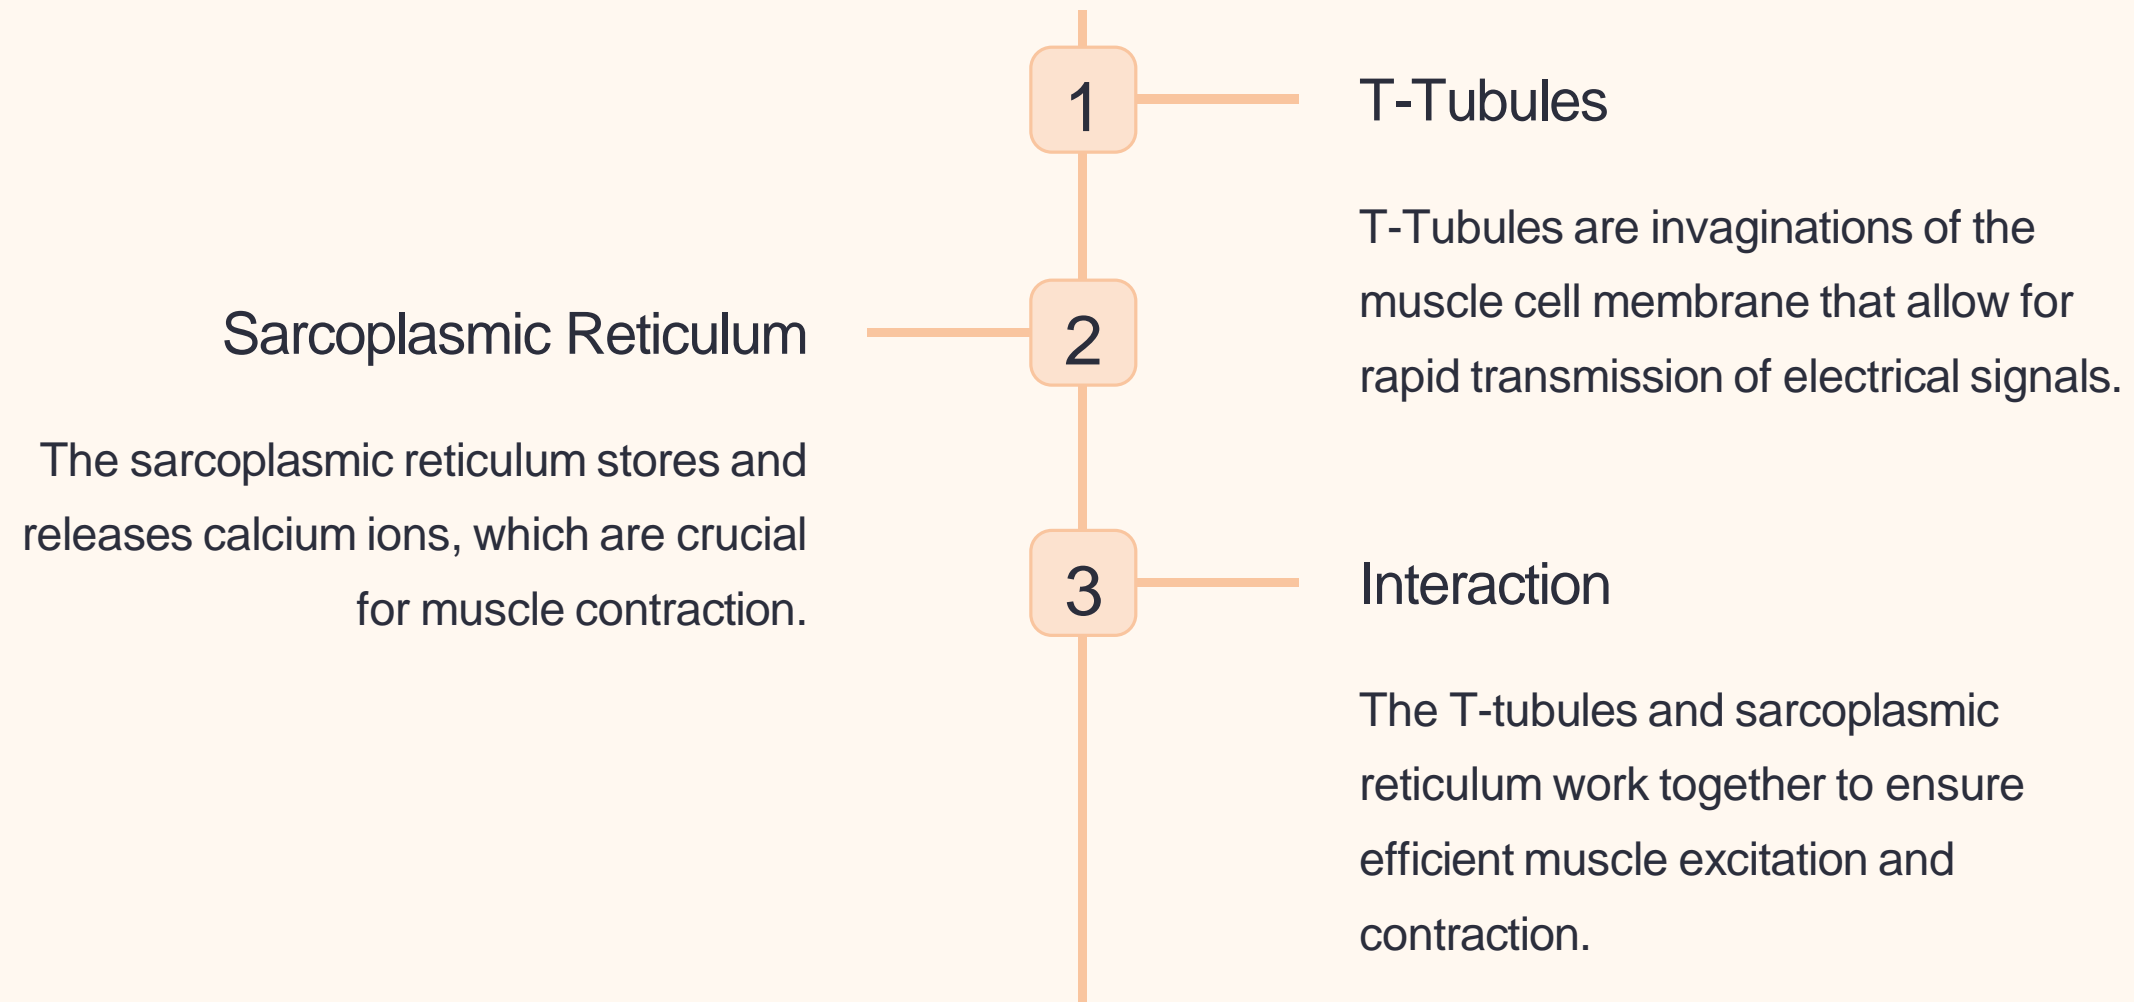 1
T-Tubules
T-Tubules are invaginations of the
muscle cell membrane that allow for
rapid transmission of electrical signals.
2
Sarcoplasmic Reticulum
The sarcoplasmic reticulum stores and
releases calcium ions, which are crucial
for muscle contraction.
3
Interaction
The T-tubules and sarcoplasmic
reticulum work together to ensure
efficient muscle excitation and
contraction.